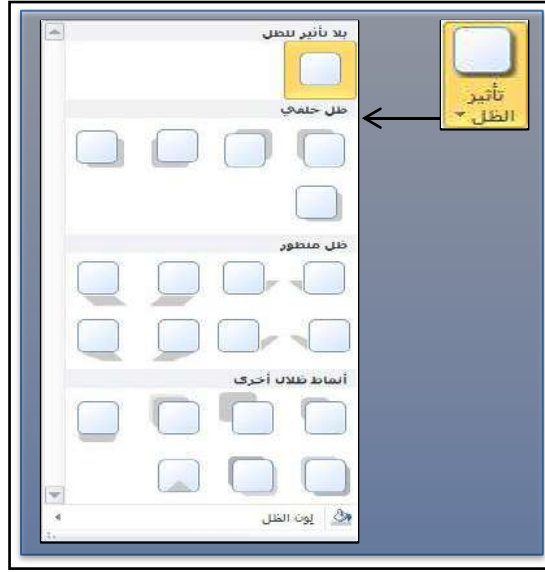 تأثير
الظل
بلا تأثير للظل
ظل خلفي
ظل منظور
أنماط ظلال أخرى
لون الظل